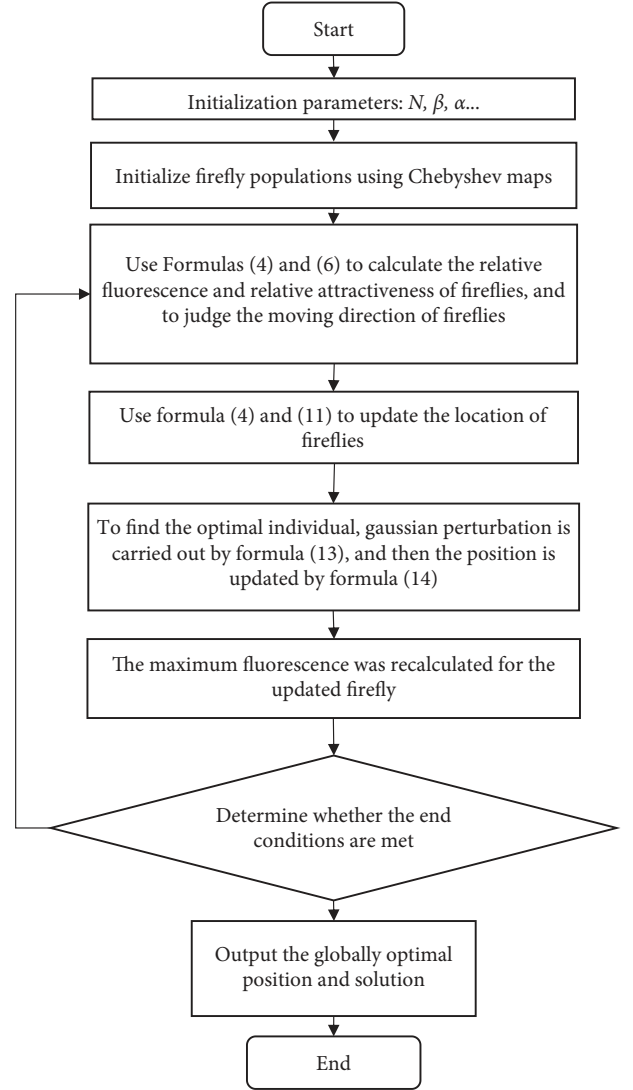 Start
Initialization parameters: N, β, α...
Initialize firefly populations using Chebyshev maps
Use Formulas (4) and (6) to calculate the relative
fluorescence and relative attractiveness of fireflies, and
to judge the moving direction of fireflies
Use formula (4) and (11) to update the location of
fireflies
To find the optimal individual, gaussian perturbation is
carried out by formula (13), and then the position is
updated by formula (14)
The maximum fluorescence was recalculated for the
updated firefly
Determine whether the end
conditions are met
Output the globally optimal
position and solution
End